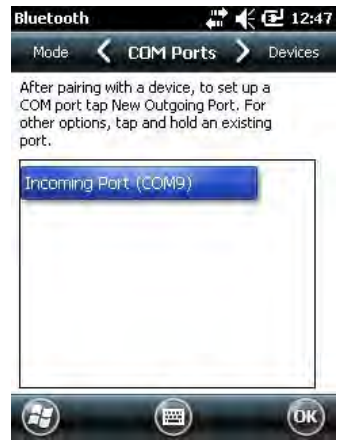 Bluetooth 12:47
Mode COM Ports Devices
After pairing with a device, to set up a
COM port tap New Outgoing Port. For
other options, tap and hold an existing
port.
Incoming Port (COM9)
OK